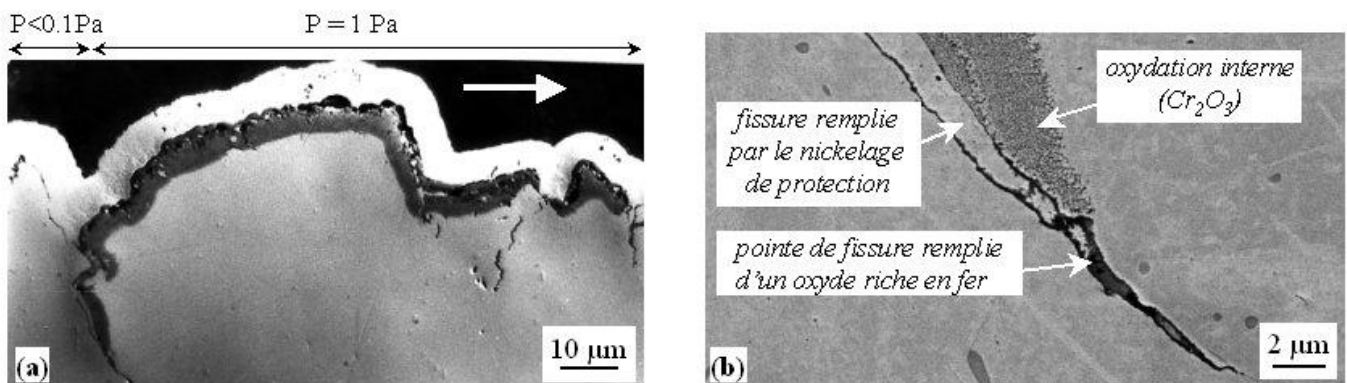 P<0.1Pa
P = 1 Pa
(a)
10 μm
oxydation interne
(Cr2O3)
fissure remplie
par le nickelage
de protection
pointe de fissure remplie
d'un oxyde riche en fer
(b)
2 μm